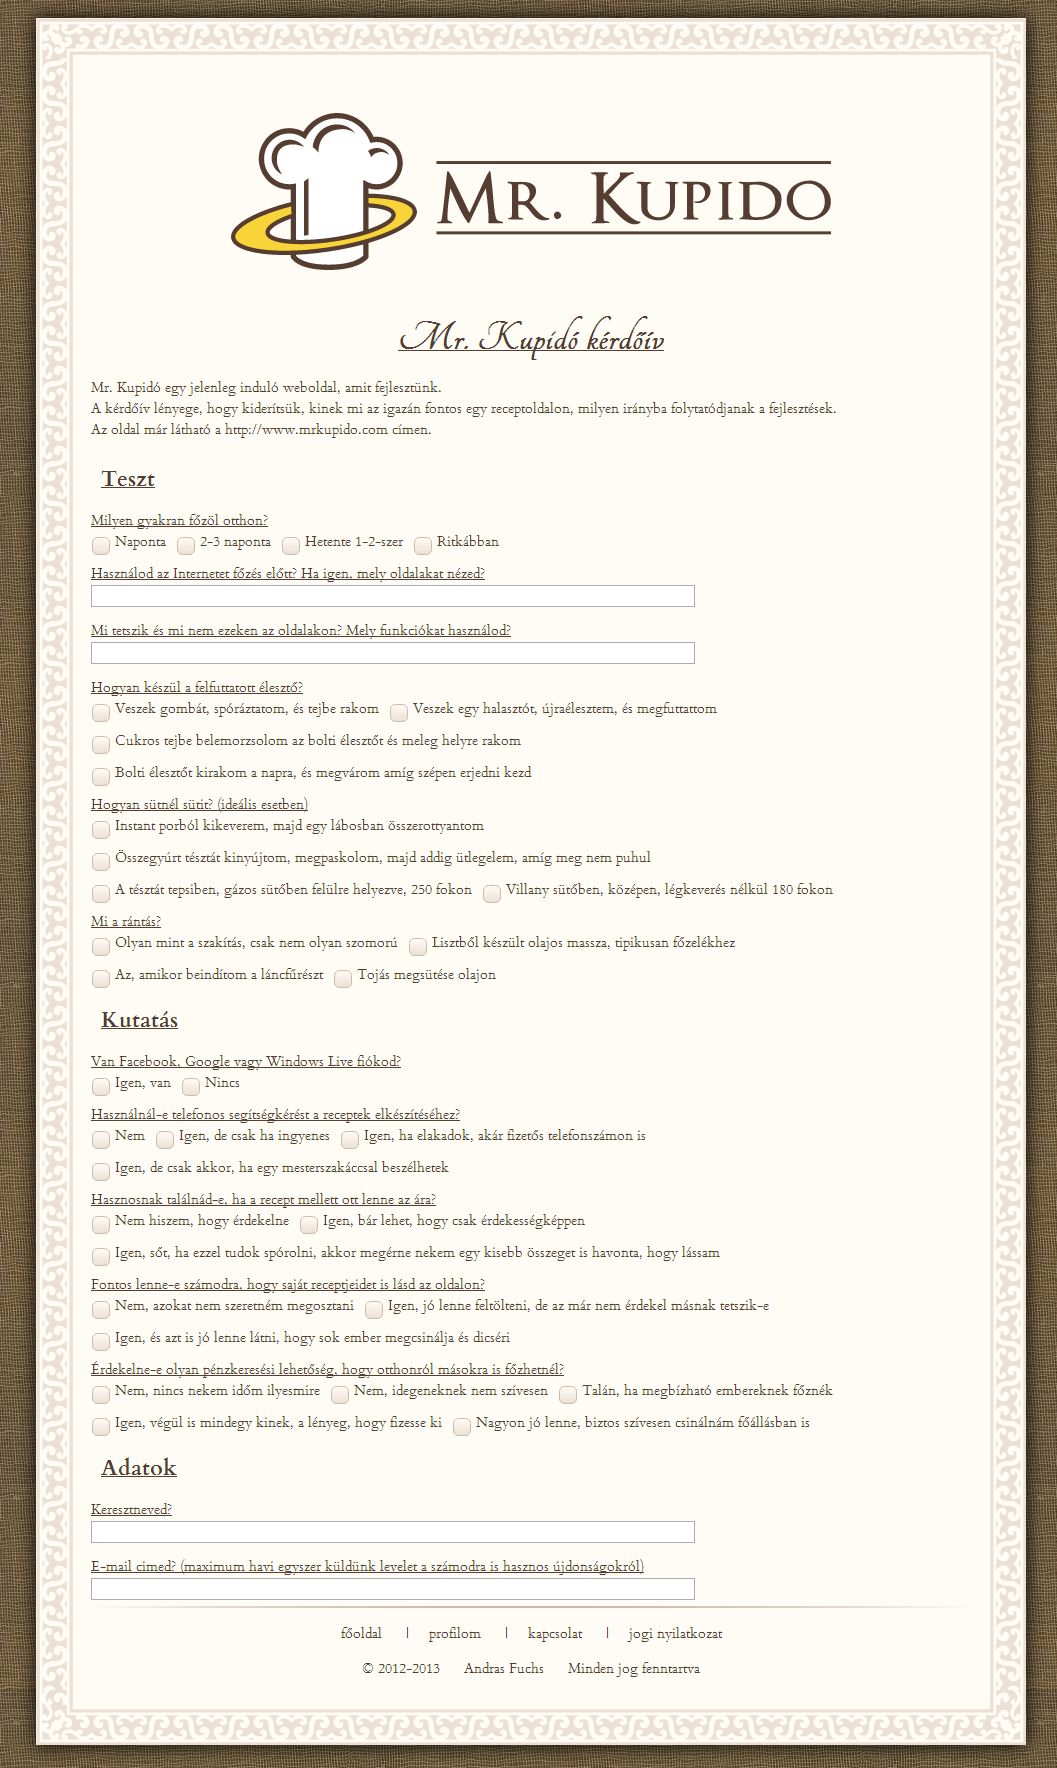 Mr. Kupido
Mr. Kupidó kérdőív
Mr. Kupidó egy jelenleg induló weboldal, amit fejlesztünk.
A kérdőív lényege, hogy kiderítsük, kinek mi az igazán fontos egy receptoldalon, milyen irányba folytatódjanak a fejlesztések.
Az oldal már látható a http://www.mrkupido.com címen.
Teszt
Milyen gyakran főzöl otthon?
Naponta 2-3 naponta Hetente 1-2-szer Ritkábban
Használod az Internetet főzés előtt? Ha igen, mely oldalakat nézed?
Mi tetszik és mi nem ezeken az oldalakon? Mely funkciókat használod?
Hogyan készül a felfuttatott élesztő?
Veszek gombát, spóráztatom, és tejbe rakom Veszek egy halasztót, újraélesztem, és megfuttattom
Cukros tejbe belemorzsolom az bolti élesztőt és meleg helyre rakom
Bolti élesztőt kirakom a napra, és megvárom amíg szépen erjedni kezd
Hogyan sütnél sütit? (ideális esetben)
Instant porból kikeverem, majd egy lábosban összerottyantom
Összegyúrt tésztát kinyújtom, megpaskolom, majd addig ütlegelem, amíg meg nem puhul
A tésztát tepsiben, gázos sütőben felülre helyezve, 250 fokon Villany sütőben, középen, légkeverés nélkül 180 fokon
Mi a rántás?
Olyan mint a szakítás, csak nem olyan szomorú Lisztből készült olajos massza, tipikusan főzelékhez
Az, amikor beindítom a láncfűrészt Tojás megsütése olajon
Kutatás
Van Facebook, Google vagy Windows Live fiókod?
Igen, van Nincs
Használnál-e telefonos segítségkérést a receptek elkészítéséhez?
Nem Igen, de csak ha ingyenes Igen, ha elakadok, akár fizetős telefonszámon is
Igen, de csak akkor, ha egy mesterszakáccsal beszélhetek
Hasznosnak találnád-e, ha a recept mellett ott lenne az ára?
Nem hiszem, hogy érdekelne Igen, bár lehet, hogy csak érdekességképpen
Igen, sőt, ha ezzel tudok spórolni, akkor megérne nekem egy kisebb összeget is havonta, hogy lássam
Fontos lenne-e számodra, hogy saját receptjeidet is lásd az oldalon?
Nem, azokat nem szeretném megosztani Igen, jó lenne feltölteni, de az már nem érdekel másnak tetszik-e
Igen, és azt is jó lenne látni, hogy sok ember megcsinálja és dicséri
Érdekelne-e olyan pénzkeresési lehetőség, hogy otthonról másokra is főzhetnél?
Nem, nincs nekem időm ilyesmire Nem, idegeneknek nem szívesen Talán, ha megbízható embereknek főznék
Igen, végül is mindegy kinek, a lényeg, hogy fizesse ki Nagyon jó lenne, biztos szívesen csinálnám főállásban is
Adatok
Keresztneved?
E-mail cimed? (maximum havi egyszer küldünk levelet a számodra is hasznos újdonságokról)
főoldal | profilom | kapcsolat | jogi nyilatkozat
© 2012-2013 Andras Fuchs Minden jog fenntartva